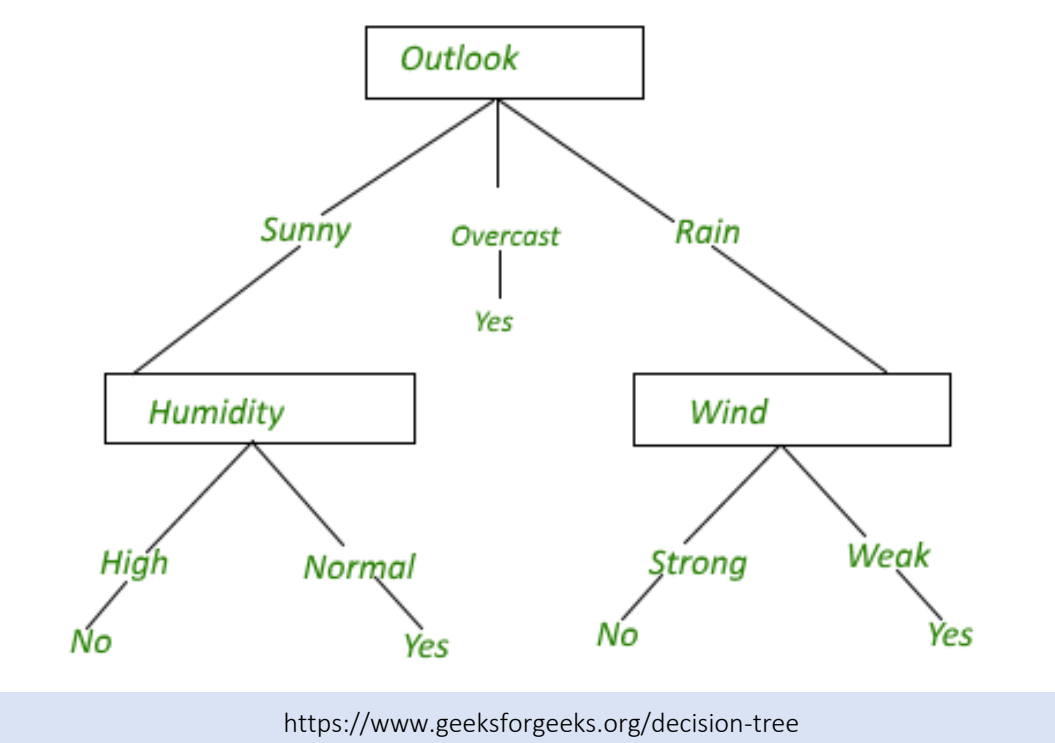 Outlook
Sunny Overcast Rain
Yes
Humidity Wind
High Normal Strong Weak
No Yes No Yes
https://www.geeksforgeeks.org/decision-tree